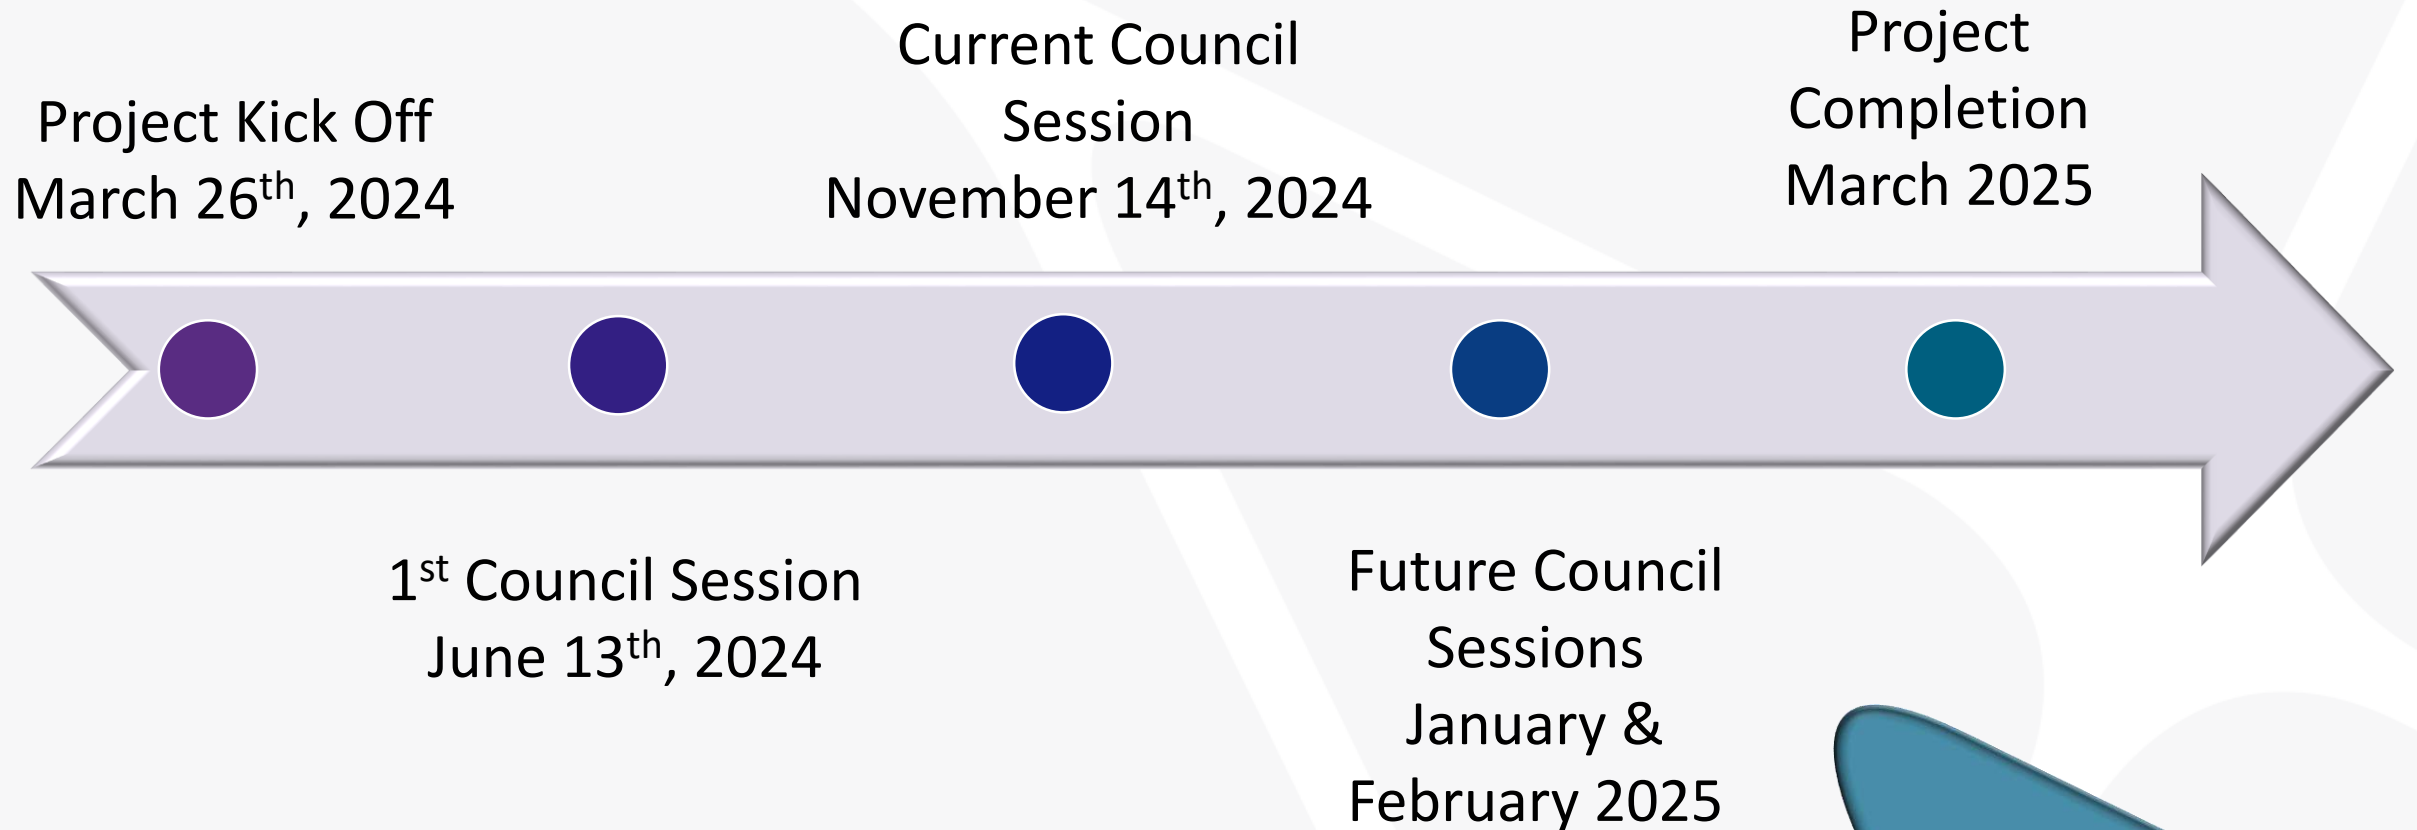 Project Kick Off
March 26th, 2024
1st Council Session
June 13th, 2024
Current Council
Session
November 14th, 2024
Future Council
Sessions
January &
February 2025
Project
Completion
March 2025